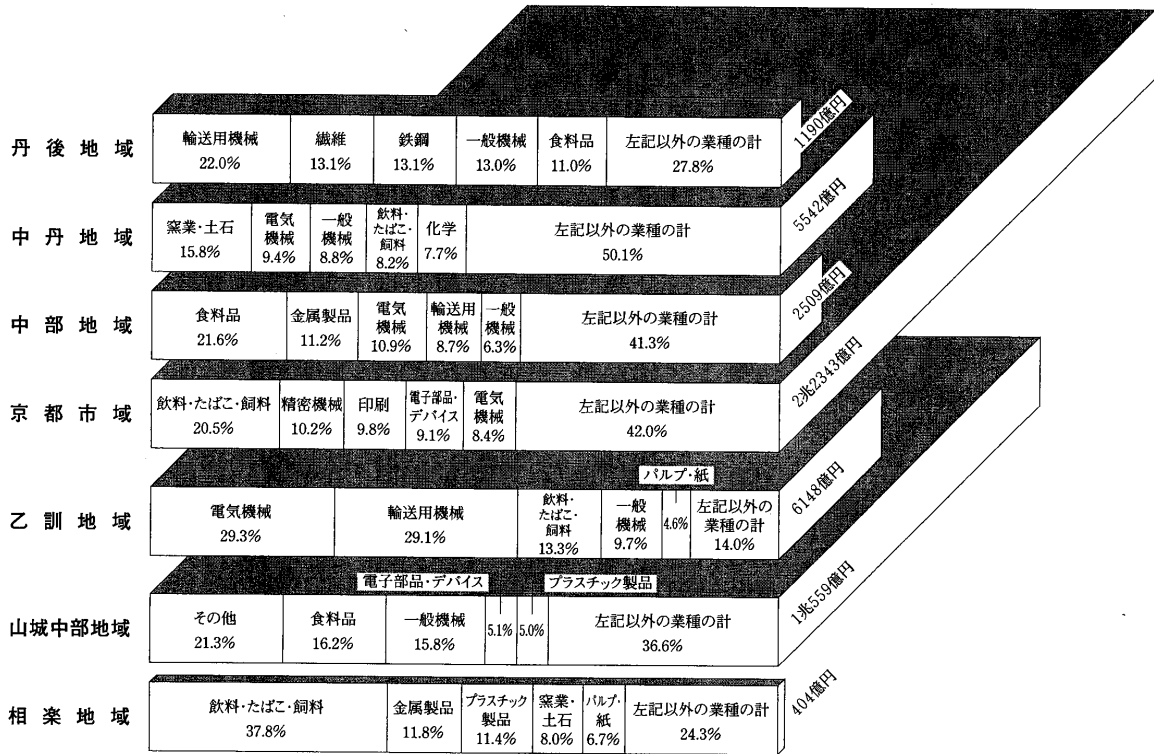 丹後地域
輸送用機械
22.0%
繊維
13.1%
鉄鋼
13.1%
一般機械
13.0%
食料品
11.0%
左記以外の業種の計
27.8%
1190億円
中丹地域
窯業・土石
15.8%
電気
機械
9.4%
一般
機械
8.8%
飲料・
たばこ・
飼料
8.2%
化学
7.7%
左記以外の業種の計
50.1%
5542億円
中部地域
食料品
21.6%
金属製品
11.2%
電気
機械
10.9%
輸送用
機械
8.7%
一般
機械
6.3%
左記以外の業種の計
41.3%
2509億円
京都市域
飲料・たばこ・飼料
20.5%
精密機械
10.2%
印刷
9.8%
電子部品・
デバイス
9.1%
電気
機械
8.4%
左記以外の業種の計
42.0%
2兆2343億円
乙訓地域
電気機械
29.3%
輸送用機械
29.1%
飲料・
たばこ・
飼料
13.3%
一般
機械
9.7%
パルプ・紙
4.6%
左記以外の
業種の計
14.0%
6148億円
山城中部地域
その他
21.3%
食料品
16.2%
一般機械
15.8%
電子部品・デバイス
5.1%
プラスチック製品
5.0%
左記以外の業種の計
36.6%
1兆559億円
相楽地域
飲料・たばこ・飼料
37.8%
金属製品
11.8%
プラスチック
製品
11.4%
窯業・
土石
8.0%
パルプ・
紙
6.7%
左記以外の業種の計
24.3%
404億円